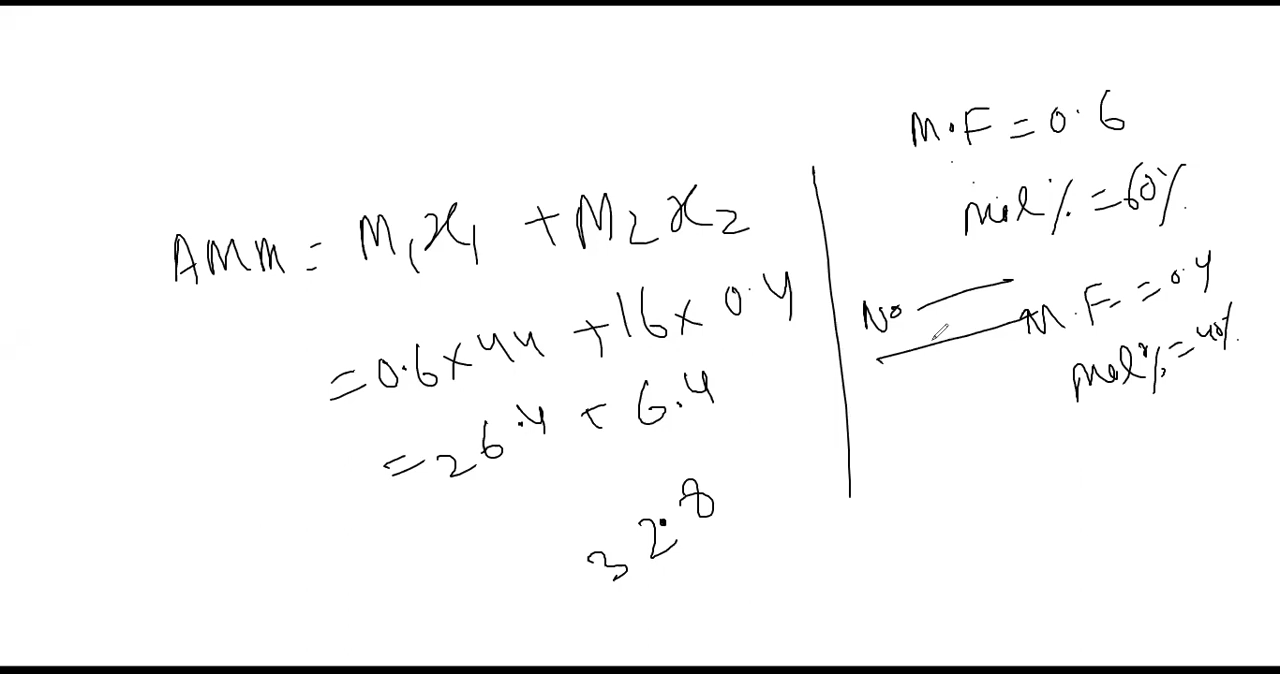 AMM = M₁x₁ + M₂x₂
= 0.6 × 44 + 16 × 0.4
= 26.4 + 6.4
32.8
M.F = 0.6
mol% = 60%
No
M.F = 0.4
mol% = 40%